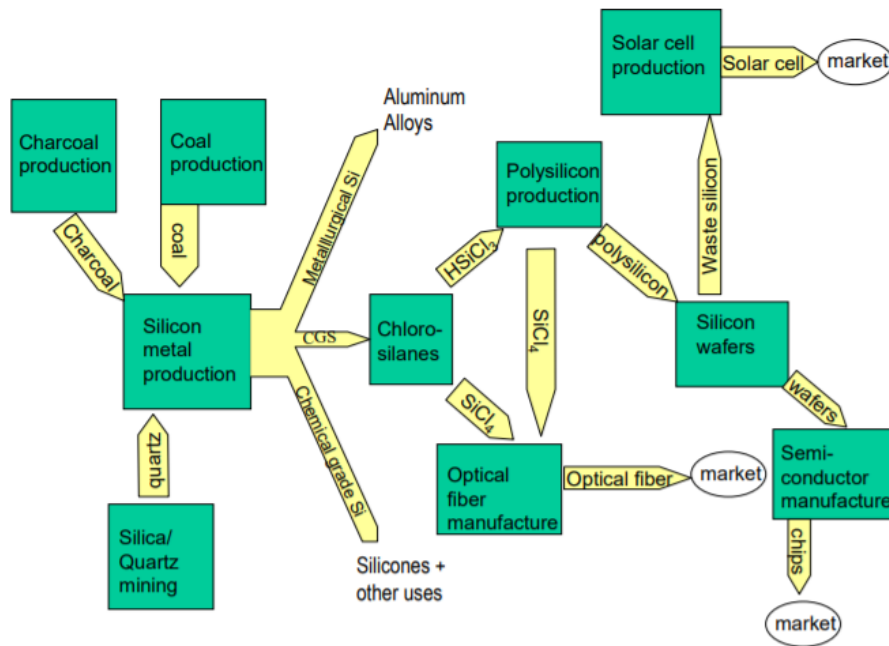 Solar cell
production
Solar cell
market
Charcoal
production
Coal
production
Aluminum
Alloys
Polysilicon
production
Charcoal
coal
Metalllurgical Si
HSiCl3
polysilicon
Waste silicon
Silicon
metal
production
CGS
Chloro-
silanes
SiCl4
Silicon
wafers
quartz
Chemical grade Si
SiCl4
wafers
Silica/
Quartz
mining
Optical
fiber
manufacture
Optical fiber
market
Semi-
conductor
manufacture
Silicones +
other uses
chips
market